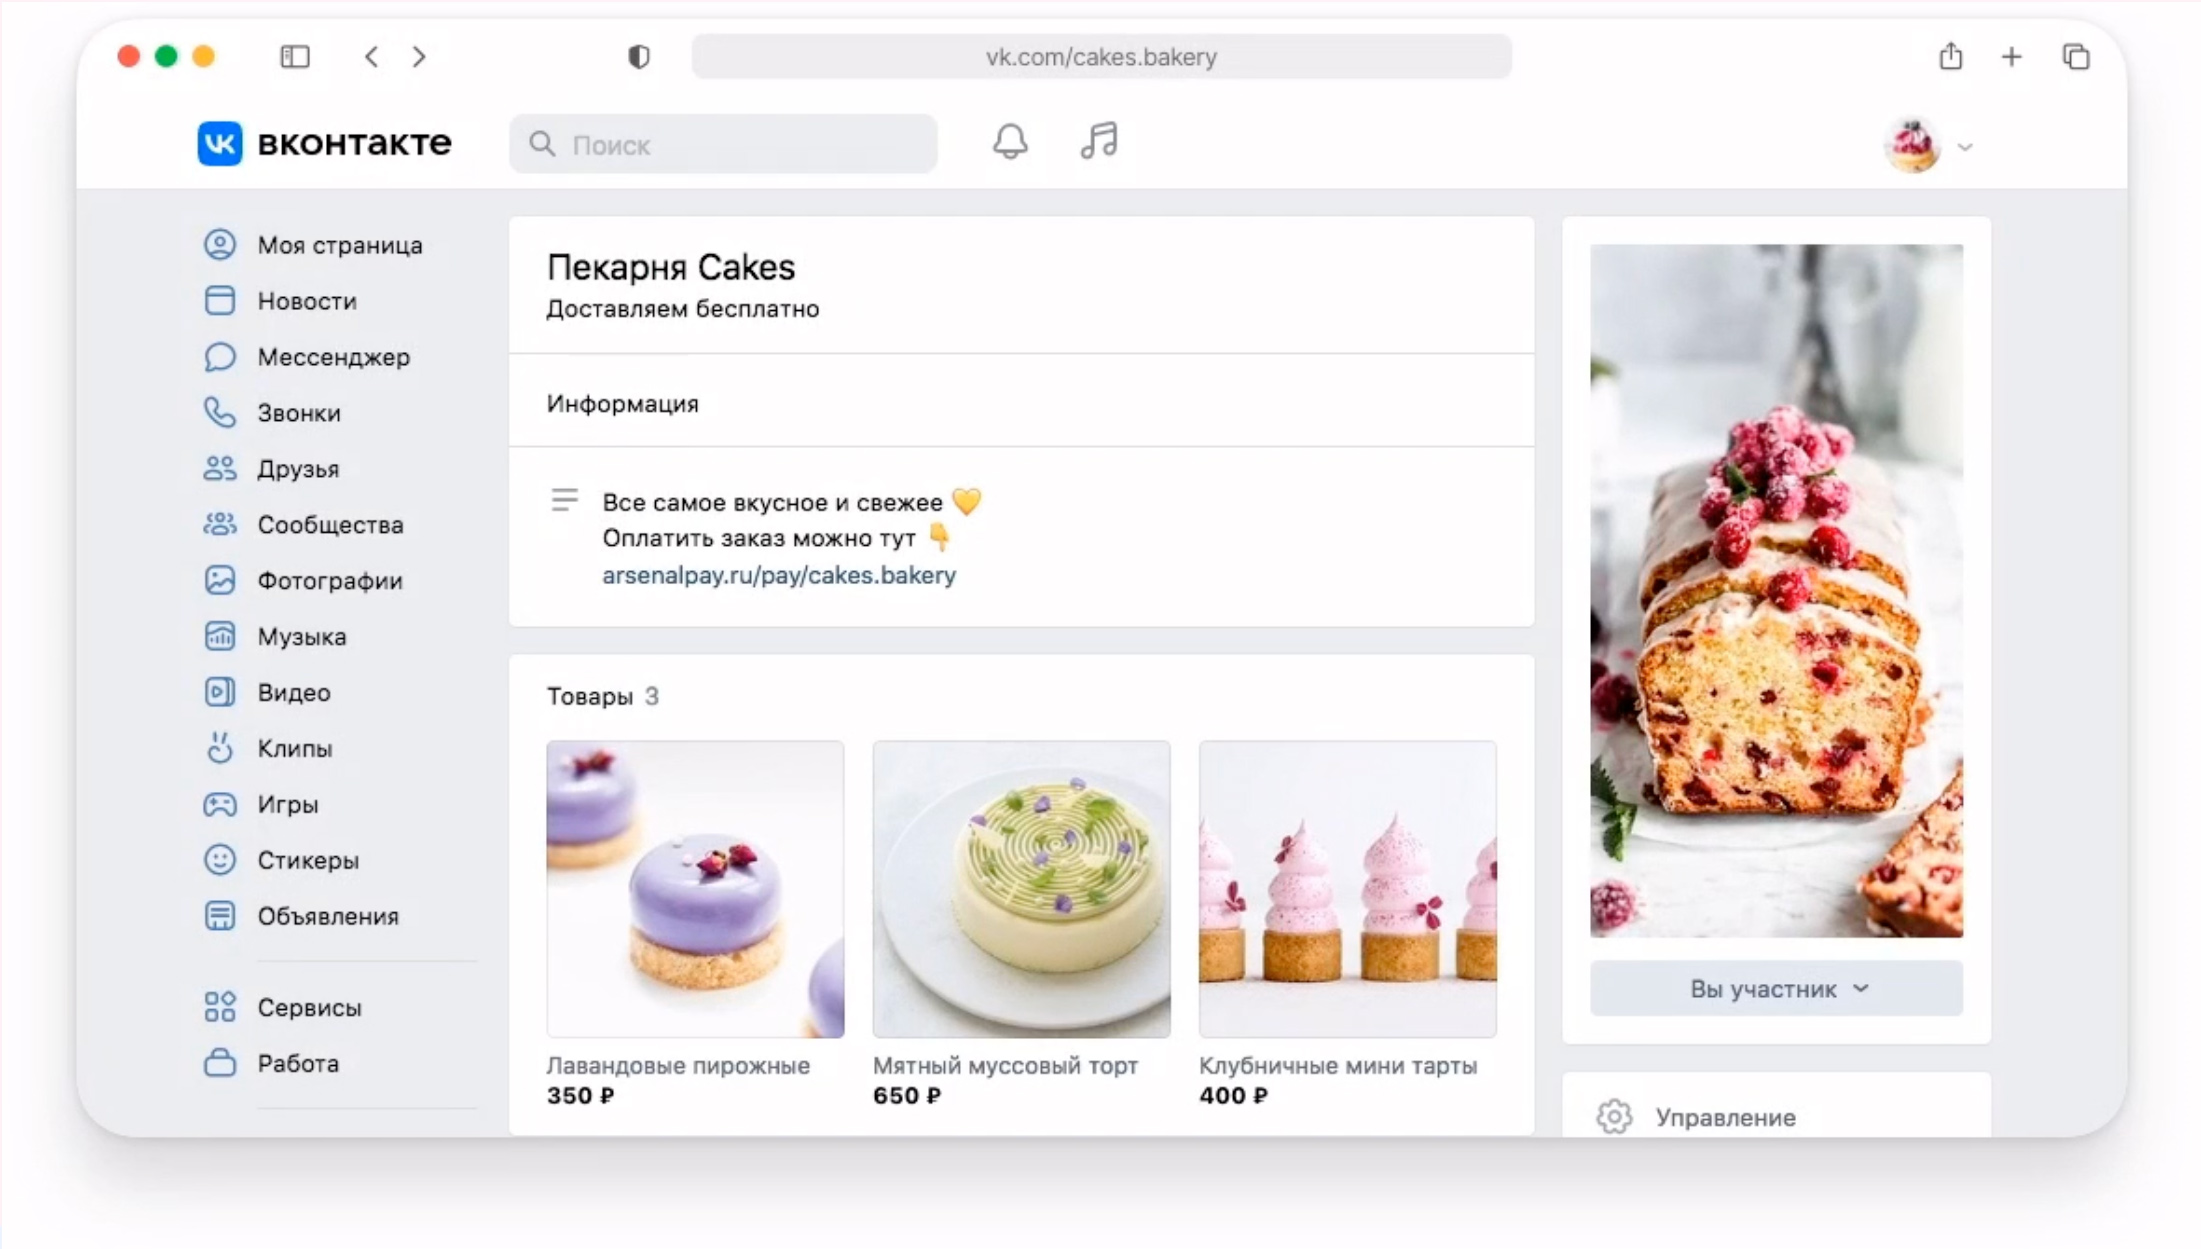 vk.com/cakes.bakery
VK вконтакте
Поиск
Моя страница
Новости
Мессенджер
Звонки
Друзья
Сообщества
Фотографии
Музыка
Видео
Клипы
Игры
Стикеры
Объявления
Сервисы
Работа
Пекарня Cakes
Доставляем бесплатно
Информация
Все самое вкусное и свежее 💛
Оплатить заказ можно тут 👇
arsenalpay.ru/pay/cakes.bakery
Товары 3
Лавандовые пирожные
350 ₽
Мятный муссовый торт
650 ₽
Клубничные мини тарты
400 ₽
Вы участник
Управление